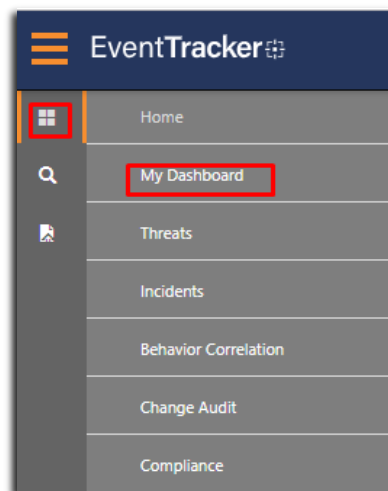 EventTracker
Home
My Dashboard
Threats
Incidents
Behavior Correlation
Change Audit
Compliance